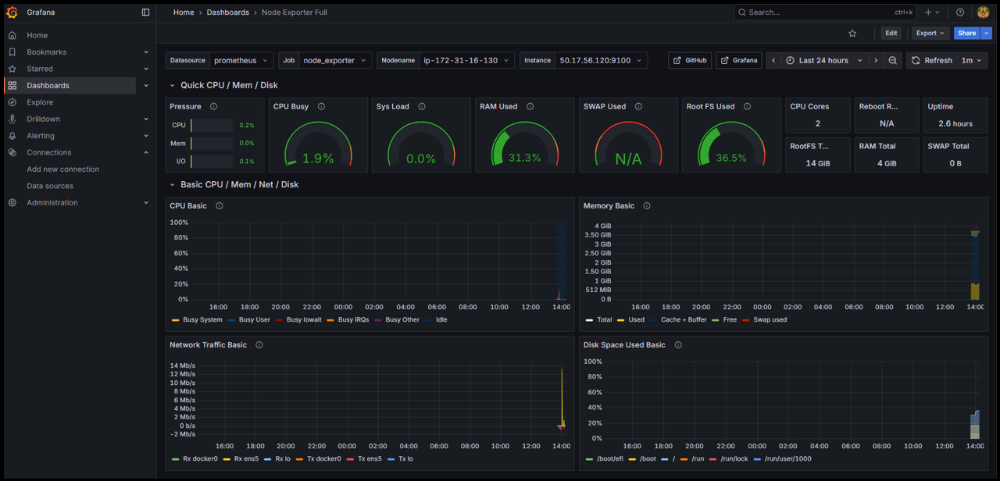 Grafana
Home › Dashboards › Node Exporter Full
Search... ctrl+k
Edit Export Share
Home
Bookmarks
Starred
Dashboards
Explore
Drilldown
Alerting
Connections
Add new connection
Data sources
Administration
Datasource prometheus Job node_exporter Nodename ip-172-31-16-130 Instance 50.17.56.120:9100 GitHub Grafana Last 24 hours Refresh 1m
Quick CPU / Mem / Disk
Pressure
CPU 0.2%
Mem 0.0%
I/O 0.1%
CPU Busy
1.9%
Sys Load
0.0%
RAM Used
31.3%
SWAP Used
N/A
Root FS Used
36.5%
CPU Cores
2
Reboot R...
N/A
Uptime
2.6 hours
RootFS T...
14 GiB
RAM Total
4 GiB
SWAP Total
0 B
Basic CPU / Mem / Net / Disk
CPU Basic
100%
80%
60%
40%
20%
0%
16:00 18:00 20:00 22:00 00:00 02:00 04:00 06:00 08:00 10:00 12:00 14:00
Busy System Busy User Busy Iowait Busy IRQs Busy Other Idle
Memory Basic
4 GiB
3.50 GiB
3 GiB
2.50 GiB
2 GiB
1.50 GiB
1 GiB
512 MiB
0 B
16:00 18:00 20:00 22:00 00:00 02:00 04:00 06:00 08:00 10:00 12:00 14:00
Total Used Cache + Buffer Free Swap used
Network Traffic Basic
14 Mb/s
12 Mb/s
10 Mb/s
8 Mb/s
6 Mb/s
4 Mb/s
2 Mb/s
0 b/s
-2 Mb/s
16:00 18:00 20:00 22:00 00:00 02:00 04:00 06:00 08:00 10:00 12:00 14:00
Rx docker0 Rx ens5 Rx lo Tx docker0 Tx ens5 Tx lo
Disk Space Used Basic
100%
80%
60%
40%
20%
0%
16:00 18:00 20:00 22:00 00:00 02:00 04:00 06:00 08:00 10:00 12:00 14:00
/boot/efi /boot / /run /run/lock /run/user/1000